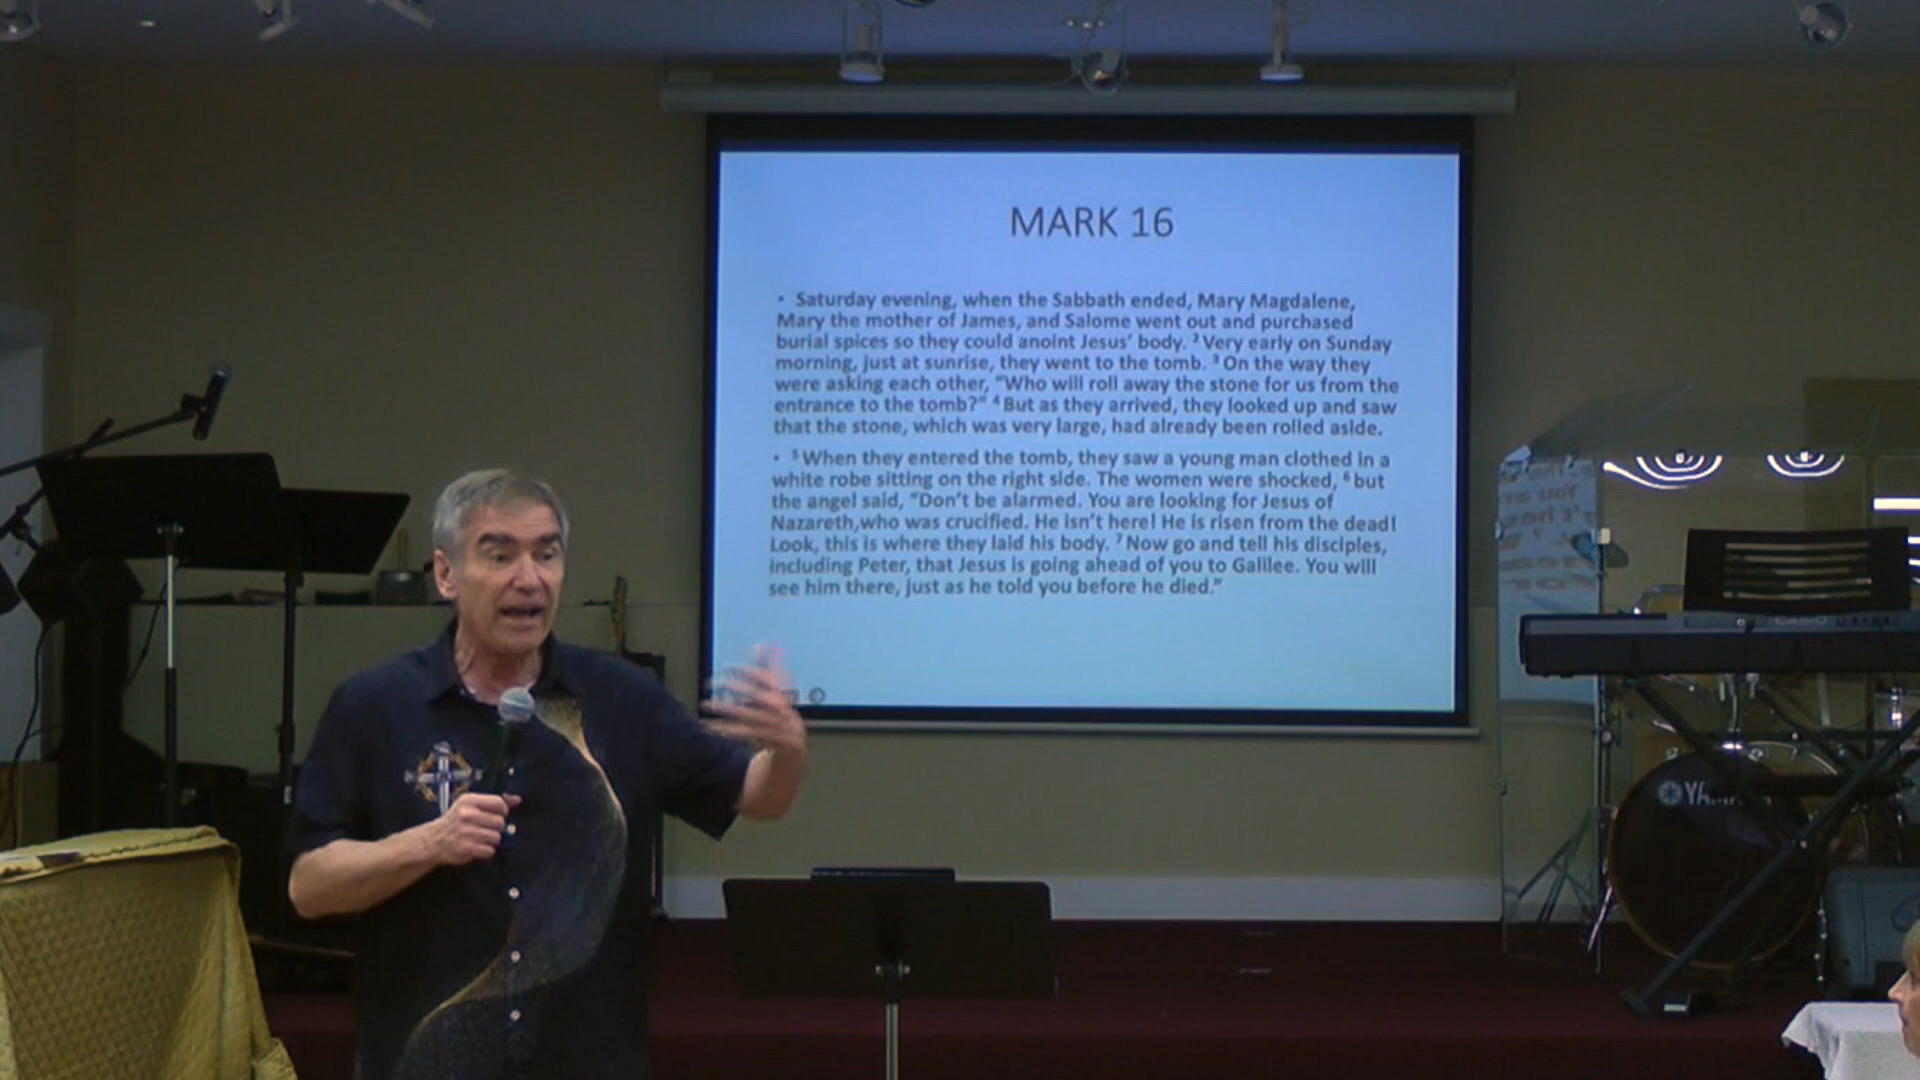 MARK 16
• Saturday evening, when the Sabbath ended, Mary Magdalene,
Mary the mother of James, and Salome went out and purchased
burial spices so they could anoint Jesus’ body. ² Very early on Sunday
morning, just at sunrise, they went to the tomb. ³ On the way they
were asking each other, “Who will roll away the stone for us from the
entrance to the tomb?” ⁴ But as they arrived, they looked up and saw
that the stone, which was very large, had already been rolled aside.
• ⁵ When they entered the tomb, they saw a young man clothed in a
white robe sitting on the right side. The women were shocked, ⁶ but
the angel said, “Don’t be alarmed. You are looking for Jesus of
Nazareth,who was crucified. He isn’t here! He is risen from the dead!
Look, this is where they laid his body. ⁷ Now go and tell his disciples,
including Peter, that Jesus is going ahead of you to Galilee. You will
see him there, just as he told you before he died.”
CASIO